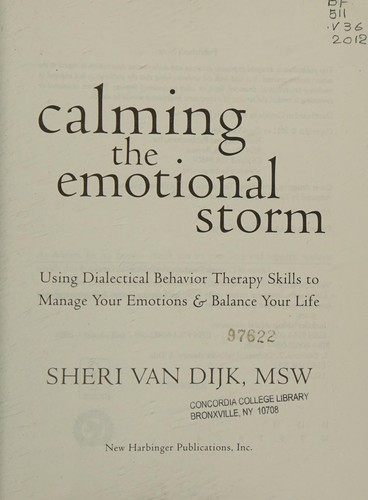 BF
511
.V36
2012
calming
the
emotional
storm
Using Dialectical Behavior Therapy Skills to
Manage Your Emotions & Balance Your Life
97622
SHERI VAN DIJK, MSW
CONCORDIA COLLEGE LIBRARY
BRONXVILLE, NY 10708
New Harbinger Publications, Inc.